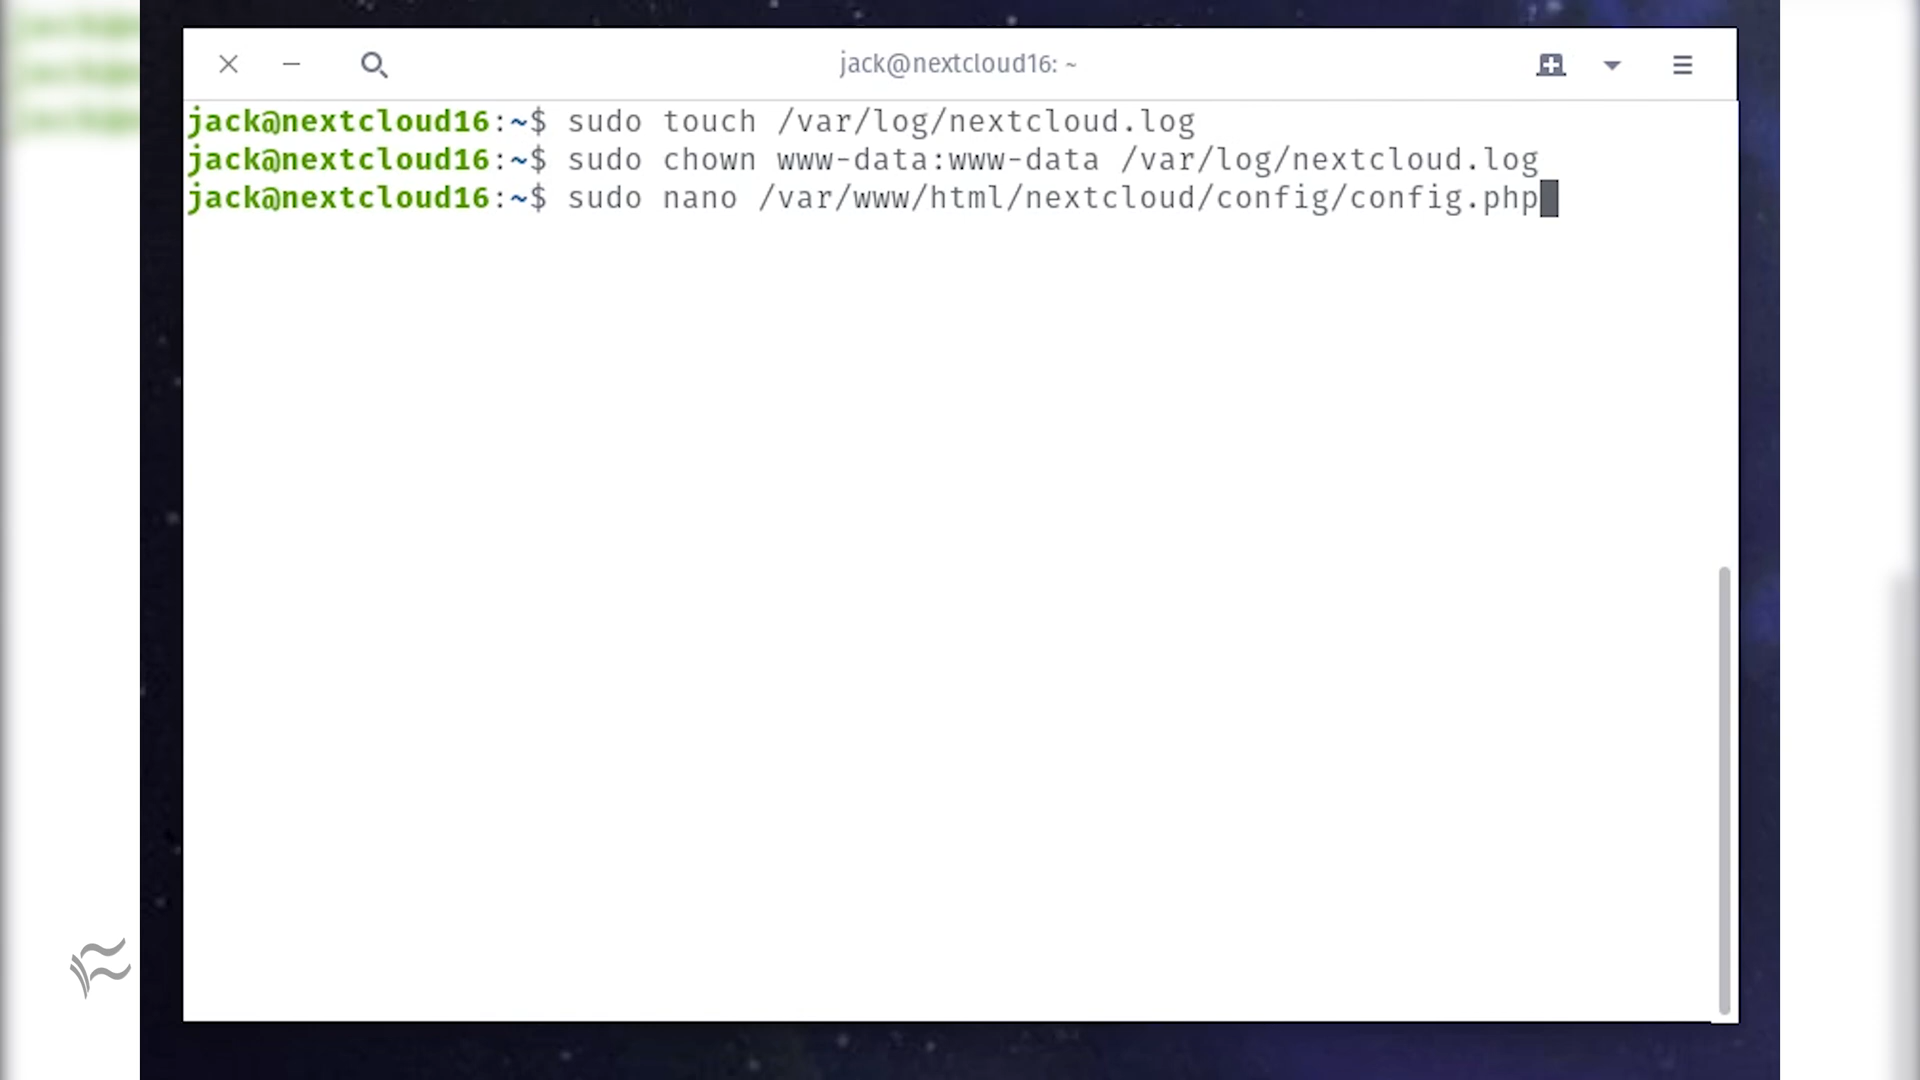 jack@nextcloud16: ~
jack@nextcloud16:~$ sudo touch /var/log/nextcloud.log
jack@nextcloud16:~$ sudo chown www-data:www-data /var/log/nextcloud.log
jack@nextcloud16:~$ sudo nano /var/www/html/nextcloud/config/config.php